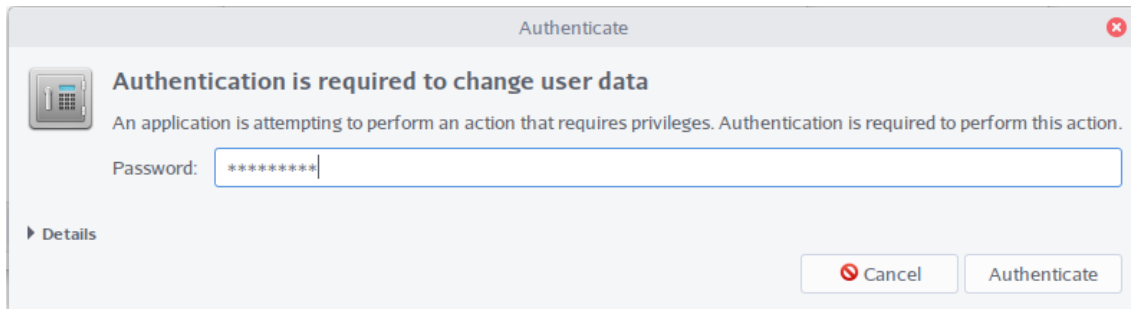 Authenticate
Authentication is required to change user data
An application is attempting to perform an action that requires privileges. Authentication is required to perform this action.
Password: *********
Details
Cancel Authenticate